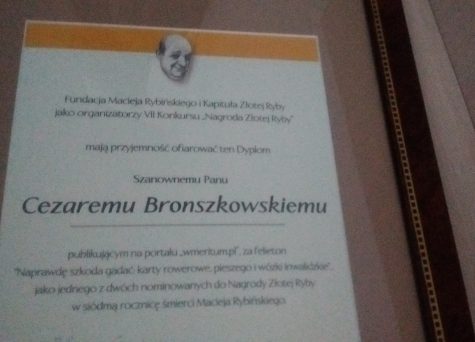 Fundacja Macieja Rybińskiego i Kapituła Złotej Ryby
jako organizatorzy VII Konkursu „Nagroda Złotej Ryby"
mają przyjemność ofiarować ten Dyplom
Szanownemu Panu
Cezaremu Bronszkowskiemu
publikującym na portalu „wmeritum.pl", za felieton
"Naprawdę szkoda gadać: karty rowerowe, pieszego i wózki inwalidzkie",
jako jednego z dwóch nominowanych do Nagrody Złotej Ryby
w siódmą rocznicę śmierci Macieja Rybińskiego.